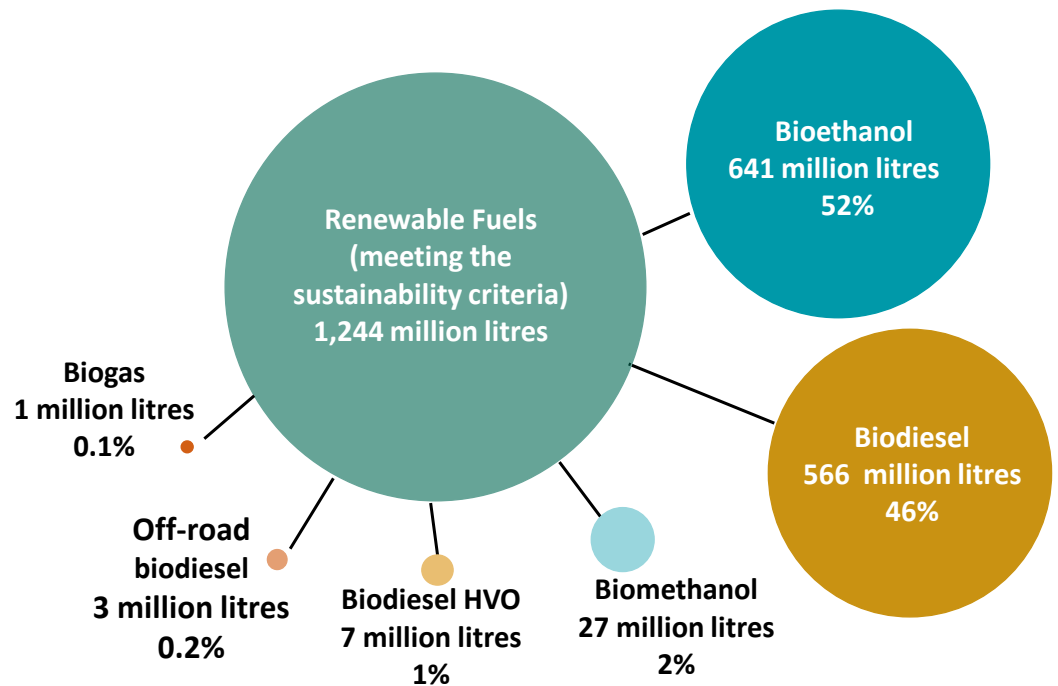 Renewable Fuels
(meeting the
sustainability criteria)
1,244 million litres
Bioethanol
641 million litres
52%
Biodiesel
566 million litres
46%
Biomethanol
27 million litres
2%
Biodiesel HVO
7 million litres
1%
Off-road
biodiesel
3 million litres
0.2%
Biogas
1 million litres
0.1%